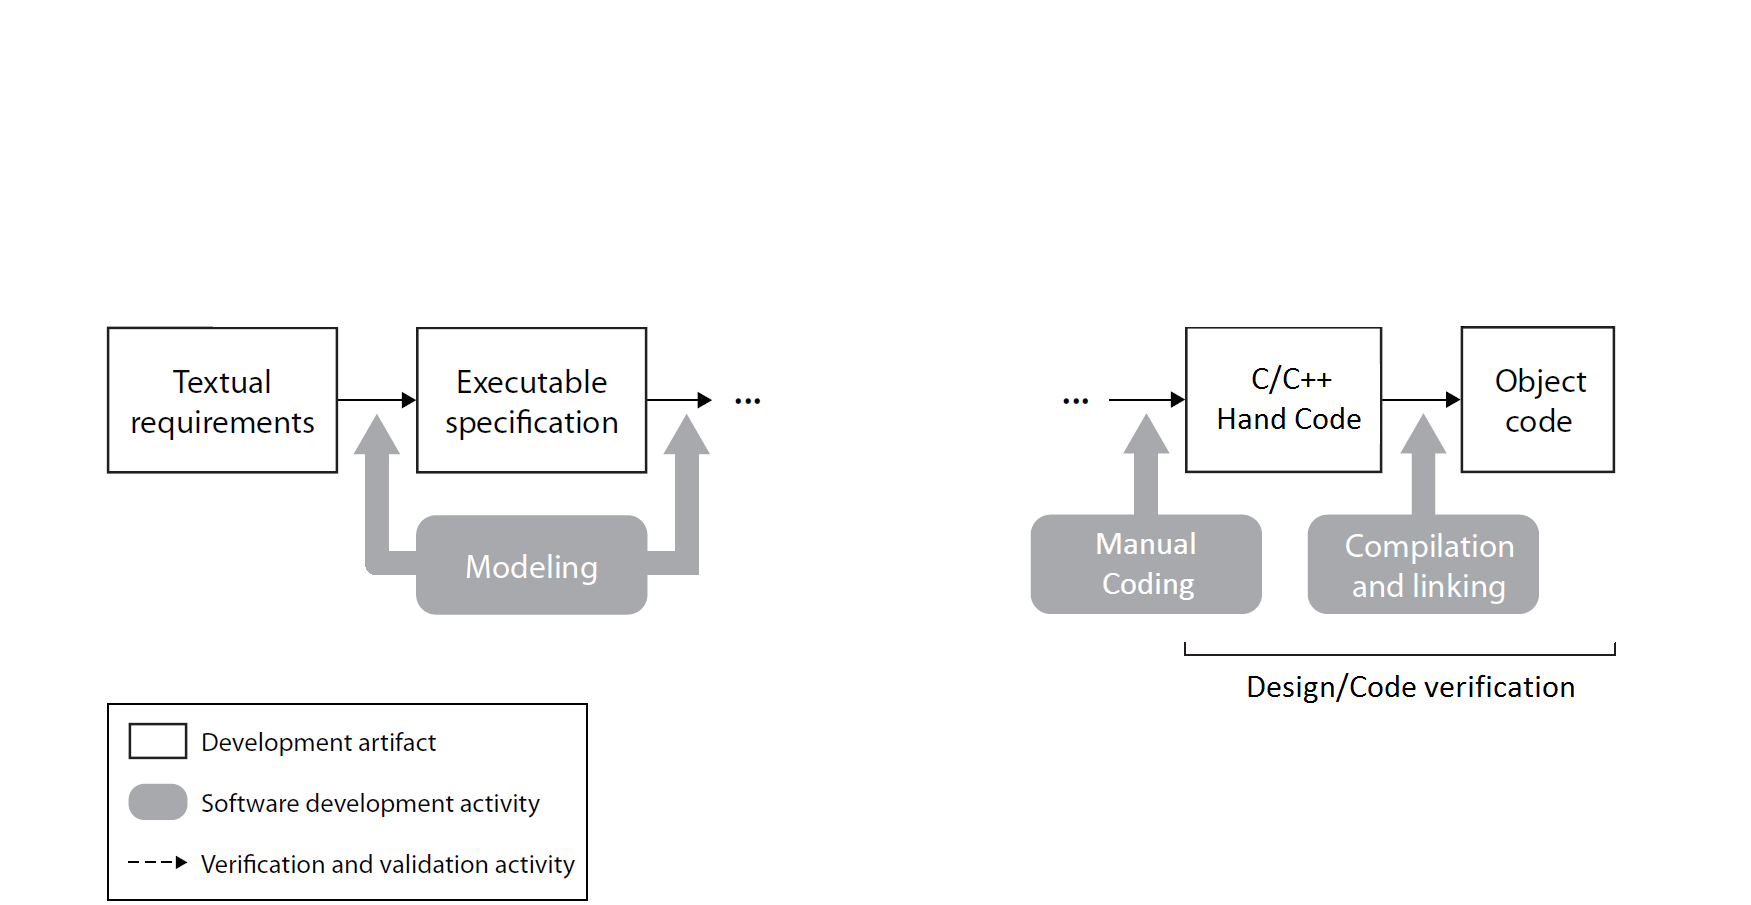 Textual
requirements
Executable
specification
...
...
C/C++
Hand Code
Object
code
Modeling
Manual
Coding
Compilation
and linking
Design/Code verification
Development artifact
Software development activity
Verification and validation activity